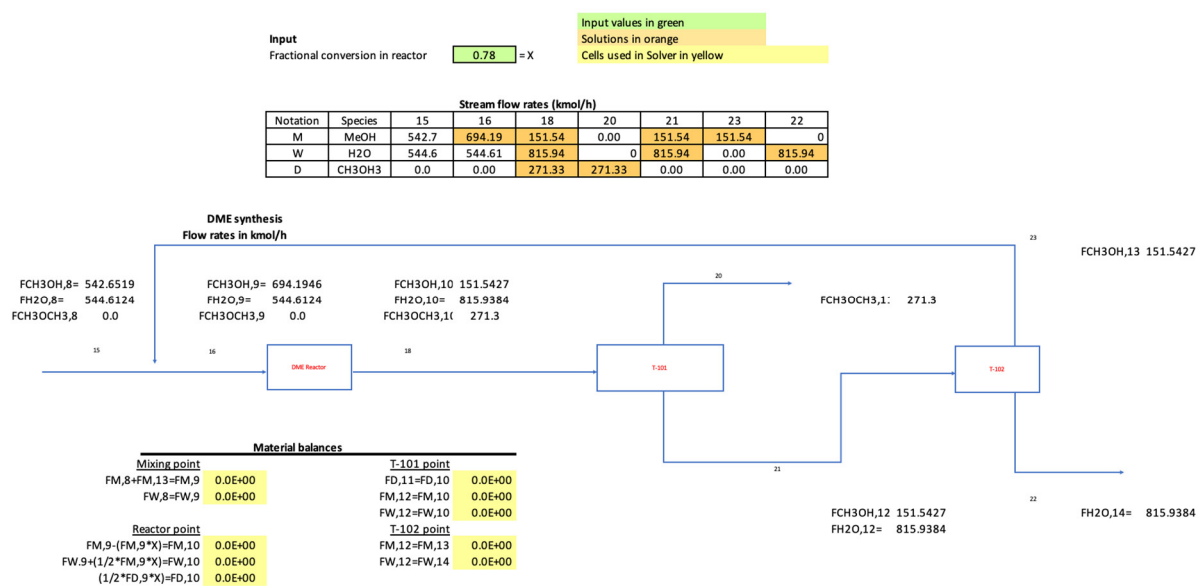 Input values in green
Input
Solutions in orange
Fractional conversion in reactor 0.78 = X Cells used in Solver in yellow
Stream flow rates (kmol/h)
Notation Species 15 16 18 20 21 23 22
M MeOH 542.7 694.19 151.54 0.00 151.54 151.54 0
W H2O 544.6 544.61 815.94 0 815.94 0.00 815.94
D CH3OH3 0.0 0.00 271.33 271.33 0.00 0.00 0.00
DME synthesis
Flow rates in kmol/h
23
FCH3OH,13 151.5427
20
FCH3OH,8= 542.6519 FCH3OH,9= 694.1946 FCH3OH,10 151.5427
FH2O,8= 544.6124 FH2O,9= 544.6124 FH2O,10= 815.9384
FCH3OCH3,1: 271.3
FCH3OCH3,8 0.0 FCH3OCH3,9 0.0 FCH3OCH3,1( 271.3
15 16 18
DME Reactor T-101 T-102
Material balances
Mixing point T-101 point
21
FM,8+FM,13=FM,9 0.0E+00 FD,11=FD,10 0.0E+00
FW,8=FW,9 0.0E+00 FM,12=FM,10 0.0E+00
22
FW,12=FW,10 0.0E+00
FCH3OH,12 151.5427 FH2O,14= 815.9384
Reactor point T-102 point
FH2O,12= 815.9384
FM,9-(FM,9*X)=FM,10 0.0E+00 FM,12=FM,13 0.0E+00
FW.9+(1/2*FM,9*X)=FW,10 0.0E+00 FW,12=FW,14 0.0E+00
(1/2*FD,9*X)=FD,10 0.0E+00